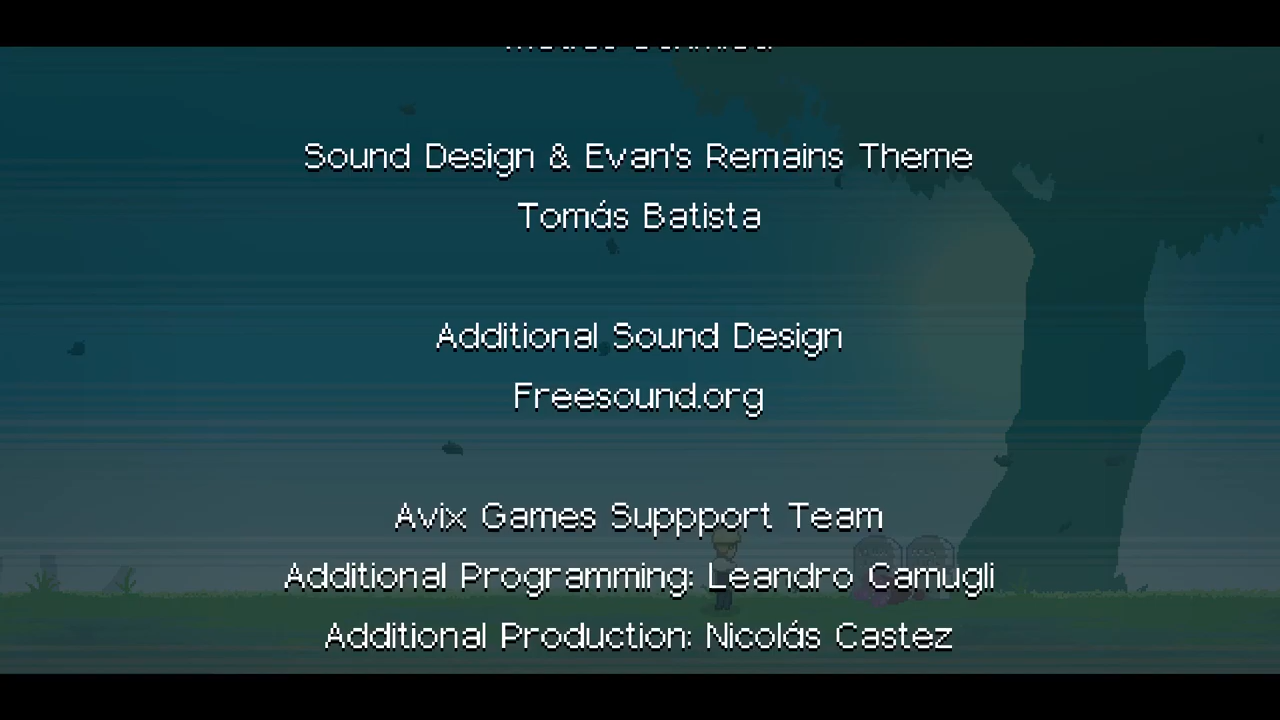 Sound Design & Evan's Remains Theme
Tomás Batista
Additional Sound Design
Freesound.org
Avix Games Suppport Team
Additional Programming: Leandro Camugli
Additional Production: Nicolás Castez